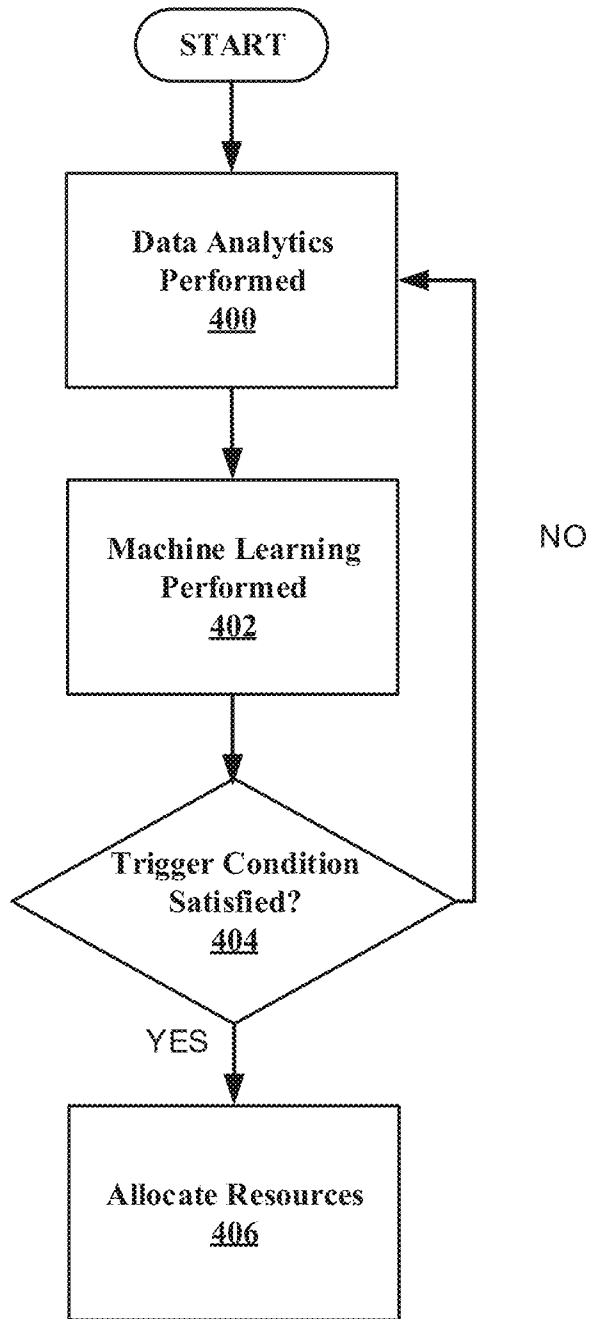 START
Data Analytics
Performed
400
Machine Learning
Performed
402
NO
Trigger Condition
Satisfied?
404
YES
Allocate Resources
406